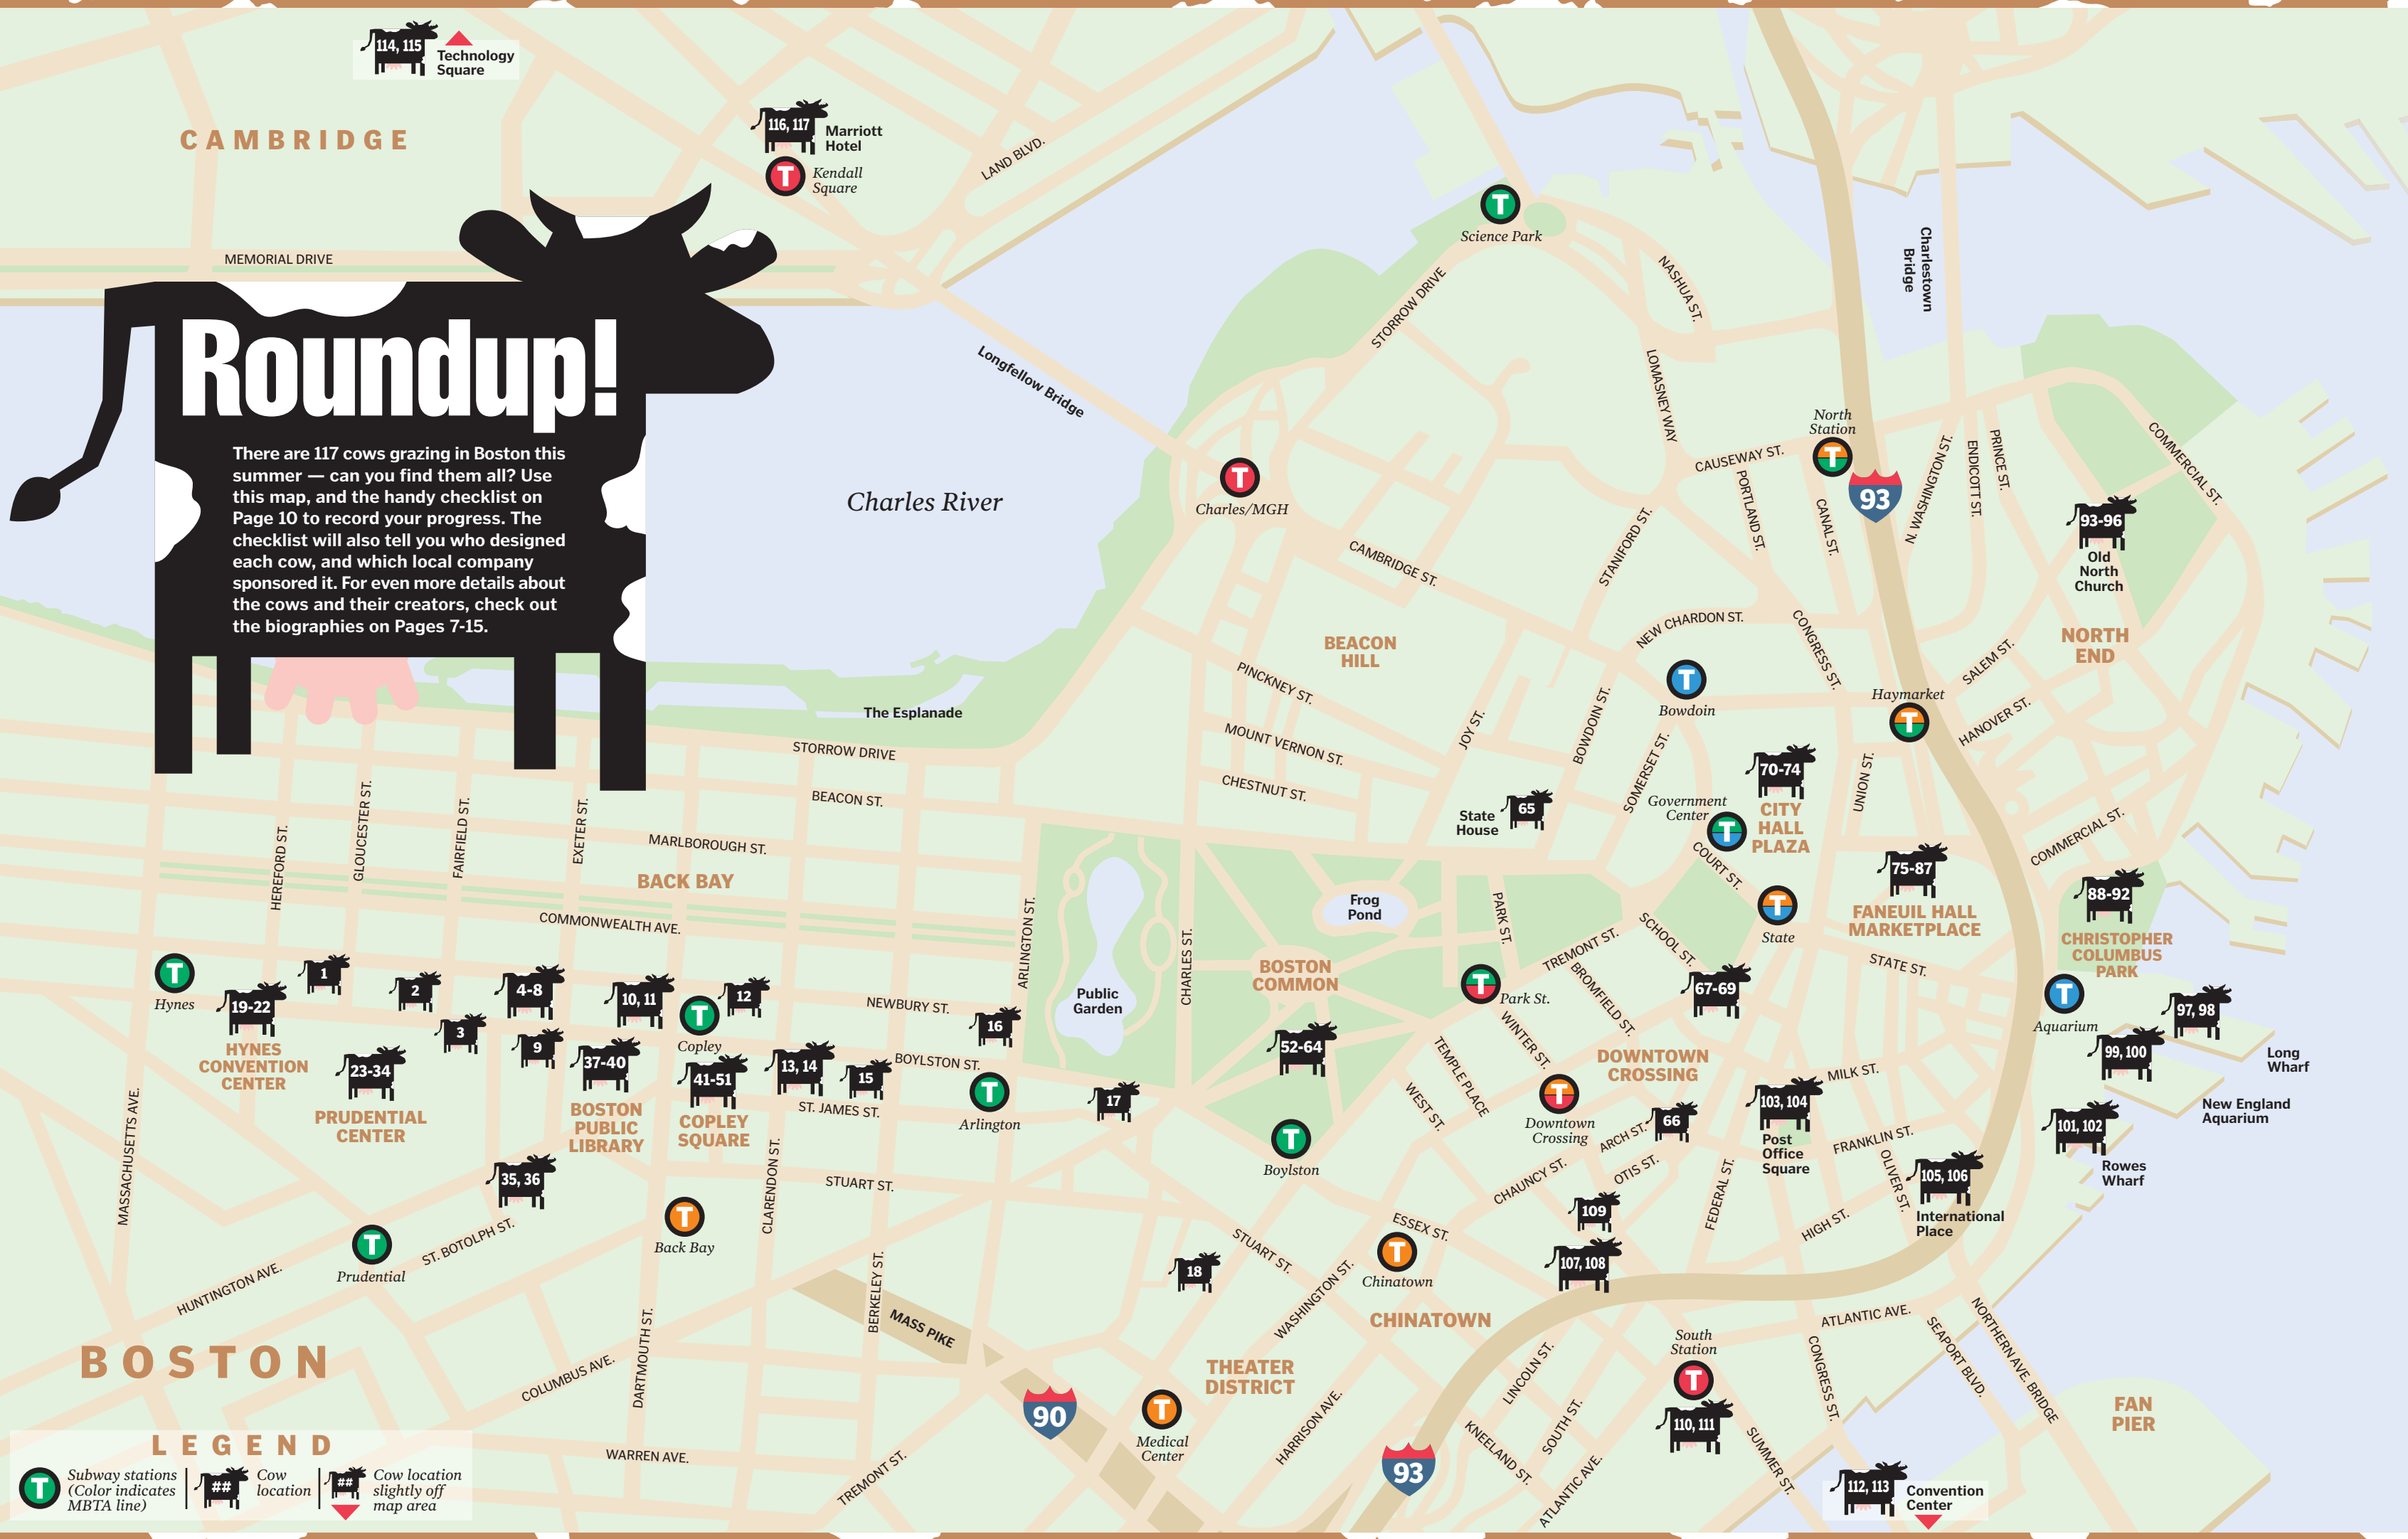 114, 115
Technology
Square
CAMBRIDGE
116, 117
Marriott
Hotel
T
Kendall
Square
LAND BLVD.
MEMORIAL DRIVE
Roundup!
There are 117 cows grazing in Boston this
summer — can you find them all? Use
this map, and the handy checklist on
Page 10 to record your progress. The
checklist will also tell you who designed
each cow, and which local company
sponsored it. For even more details about
the cows and their creators, check out
the biographies on Pages 7-15.
Longfellow Bridge
Charles River
T
Science Park
STORROW DRIVE
NASHUA ST.
Charlestown
Bridge
LOMASNEY WAY
North
Station
T
CAUSEWAY ST.
93
PORTLAND ST.
CANAL ST.
N. WASHINGTON ST.
ENDICOTT ST.
PRINCE ST.
COMMERCIAL ST.
T
Charles/MGH
CAMBRIDGE ST.
STANIFORD ST.
93-96
Old
North
Church
NORTH
END
BEACON
HILL
NEW CHARDON ST.
CONGRESS ST.
SALEM ST.
HANOVER ST.
T
Bowdoin
Haymarket
T
PINCKNEY ST.
MOUNT VERNON ST.
CHESTNUT ST.
JOY ST.
BOWDOIN ST.
SOMERSET ST.
The Esplanade
STORROW DRIVE
BEACON ST.
MARLBOROUGH ST.
BACK BAY
COMMONWEALTH AVE.
HEREFORD ST.
GLOUCESTER ST.
FAIRFIELD ST.
EXETER ST.
State
House
65
Government
Center
T
70-74
CITY
HALL
PLAZA
UNION ST.
COURT ST.
75-87
FANEUIL HALL
MARKETPLACE
COMMERCIAL ST.
88-92
CHRISTOPHER
COLUMBUS
PARK
T
State
STATE ST.
Frog
Pond
PARK ST.
TREMONT ST.
SCHOOL ST.
BROMFIELD ST.
67-69
BOSTON
COMMON
ARLINGTON ST.
Public
Garden
CHARLES ST.
T
Park St.
WINTER ST.
TEMPLE PLACE
WEST ST.
DOWNTOWN
CROSSING
T
Aquarium
97, 98
99, 100
Long
Wharf
New England
Aquarium
101, 102
Rowes
Wharf
T
Hynes
1
19-22
HYNES
CONVENTION
CENTER
2
3
4-8
9
10, 11
T
Copley
12
NEWBURY ST.
16
23-34
PRUDENTIAL
CENTER
37-40
BOSTON
PUBLIC
LIBRARY
41-51
COPLEY
SQUARE
13, 14
15
BOYLSTON ST.
ST. JAMES ST.
T
Arlington
17
52-64
T
Boylston
T
Downtown
Crossing
ARCH ST.
66
103, 104
Post
Office
Square
MILK ST.
FRANKLIN ST.
OLIVER ST.
105, 106
International
Place
MASSACHUSETTS AVE.
35, 36
ST. BOTOLPH ST.
T
Prudential
HUNTINGTON AVE.
T
Back Bay
CLARENDON ST.
STUART ST.
BERKELEY ST.
MASS PIKE
DARTMOUTH ST.
COLUMBUS AVE.
WARREN AVE.
TREMONT ST.
18
STUART ST.
WASHINGTON ST.
ESSEX ST.
T
Chinatown
CHINATOWN
CHAUNCY ST.
OTIS ST.
109
107, 108
FEDERAL ST.
HIGH ST.
THEATER
DISTRICT
90
T
Medical
Center
HARRISON AVE.
93
LINCOLN ST.
KNEELAND ST.
SOUTH ST.
ATLANTIC AVE.
South
Station
T
110, 111
SUMMER ST.
CONGRESS ST.
ATLANTIC AVE.
SEAPORT BLVD.
NORTHERN AVE. BRIDGE
FAN
PIER
112, 113
Convention
Center
BOSTON
LEGEND
T
Subway stations
(Color indicates
MBTA line)
##
Cow
location
##
Cow location
slightly off
map area